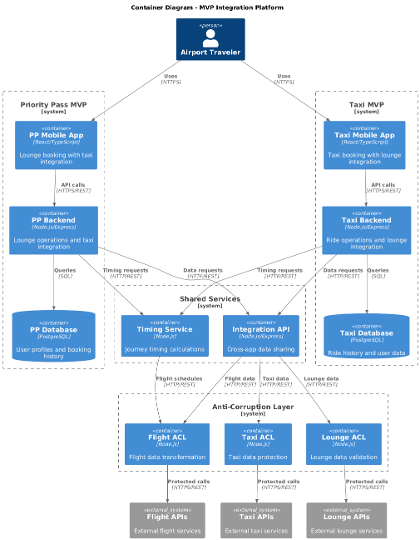 Container Diagram - MVP Integration Platform
«person»
Airport Traveler
Uses
[HTTPS]
Uses
[HTTPS]
Priority Pass MVP
[system]
Taxi MVP
[system]
«container»
PP Mobile App
[React/TypeScript]
Lounge booking with taxi
integration
«container»
Taxi Mobile App
[React/TypeScript]
Taxi booking with lounge
integration
API calls
[HTTPS/REST]
API calls
[HTTPS/REST]
«container»
PP Backend
[Node.js/Express]
Lounge operations and taxi
integration
«container»
Taxi Backend
[Node.js/Express]
Ride operations and lounge
integration
Queries
[SQL]
Timing requests
[HTTP/REST]
Data requests
[HTTP/REST]
Timing requests
[HTTP/REST]
Data requests
[HTTP/REST]
Queries
[SQL]
Shared Services
[system]
«container»
PP Database
[PostgreSQL]
User profiles and booking
history
«container»
Timing Service
[Node.js]
Journey timing calculations
«container»
Integration API
[Node.js/Express]
Cross-app data sharing
«container»
Taxi Database
[PostgreSQL]
Ride history and user data
Flight schedules
[HTTP/REST]
Flight data
[HTTP/REST]
Taxi data
[HTTP/REST]
Lounge data
[HTTP/REST]
Anti-Corruption Layer
[system]
«container»
Flight ACL
[Node.js]
Flight data transformation
«container»
Taxi ACL
[Node.js]
Taxi data protection
«container»
Lounge ACL
[Node.js]
Lounge data validation
Protected calls
[HTTPS/REST]
Protected calls
[HTTPS/REST]
Protected calls
[HTTPS/REST]
«external_system»
Flight APIs
External flight services
«external_system»
Taxi APIs
External taxi services
«external_system»
Lounge APIs
External lounge services